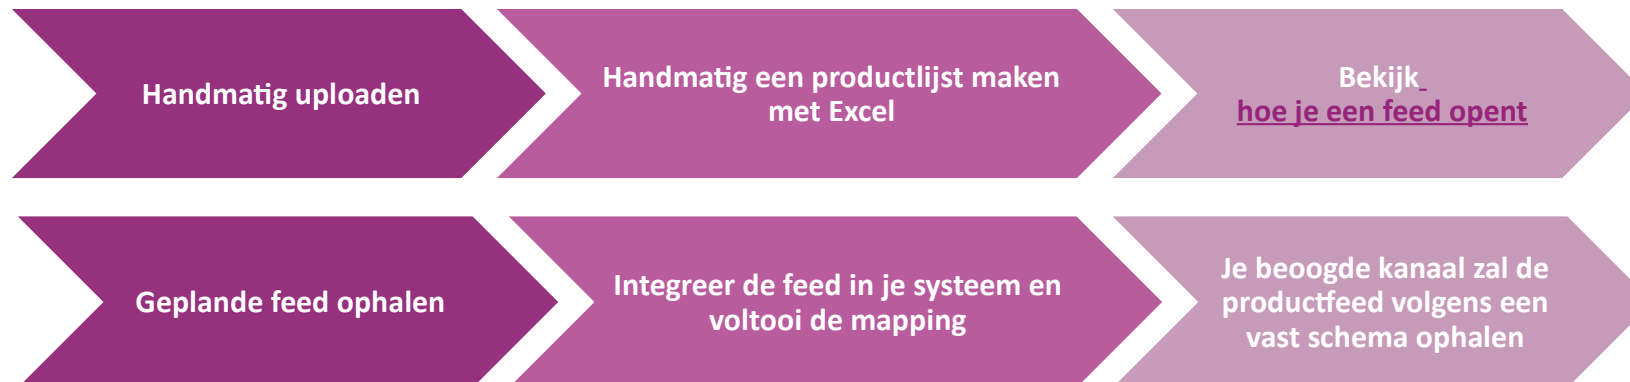 Handmatig uploaden
Handmatig een productlijst maken
met Excel
Bekijk
hoe je een feed opent
Geplande feed ophalen
Integreer de feed in je systeem en
voltooi de mapping
Je beoogde kanaal zal de
productfeed volgens een
vast schema ophalen